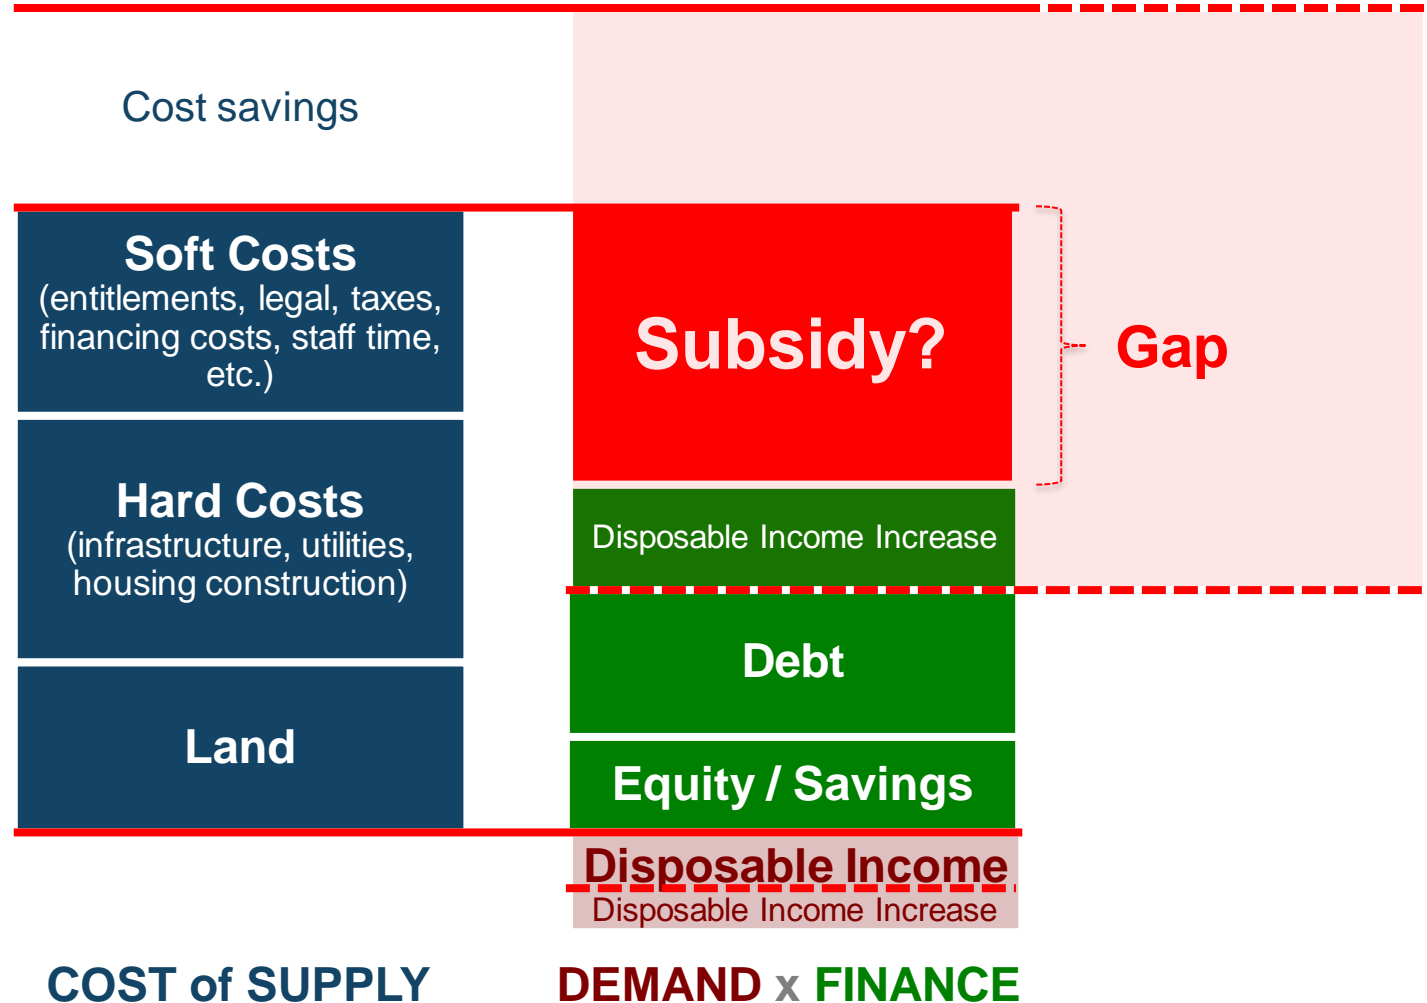 Cost savings
Soft Costs
(entitlements, legal, taxes,
financing costs, staff time,
etc.)
Hard Costs
(infrastructure, utilities,
housing construction)
Land
COST of SUPPLY
Subsidy?
Gap
Disposable Income Increase
Debt
Equity / Savings
Disposable Income
Disposable Income Increase
DEMAND x FINANCE